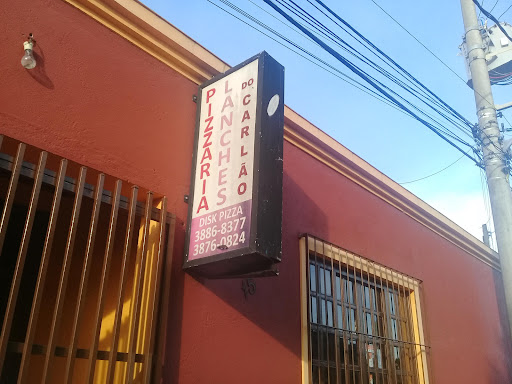 PIZZARIA
LANCHES
DO CARLÃO
DISK PIZZA
3886-8377
3876-0824